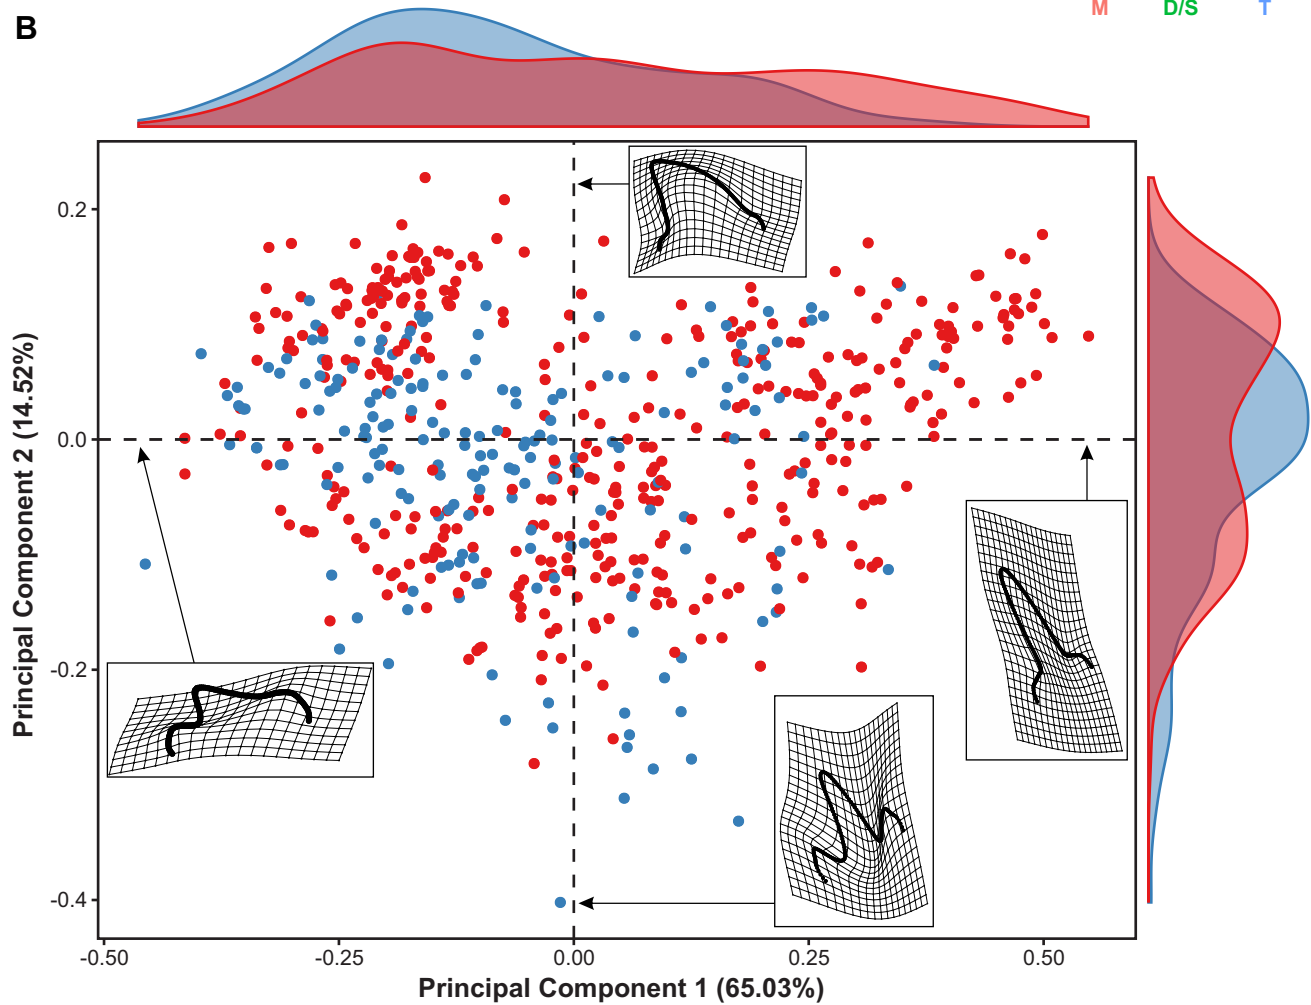 B
M D/S T
0.2
0.0
-0.2
-0.4
Principal Component 2 (14.52%)
-0.50 -0.25 0.00 0.25 0.50
Principal Component 1 (65.03%)